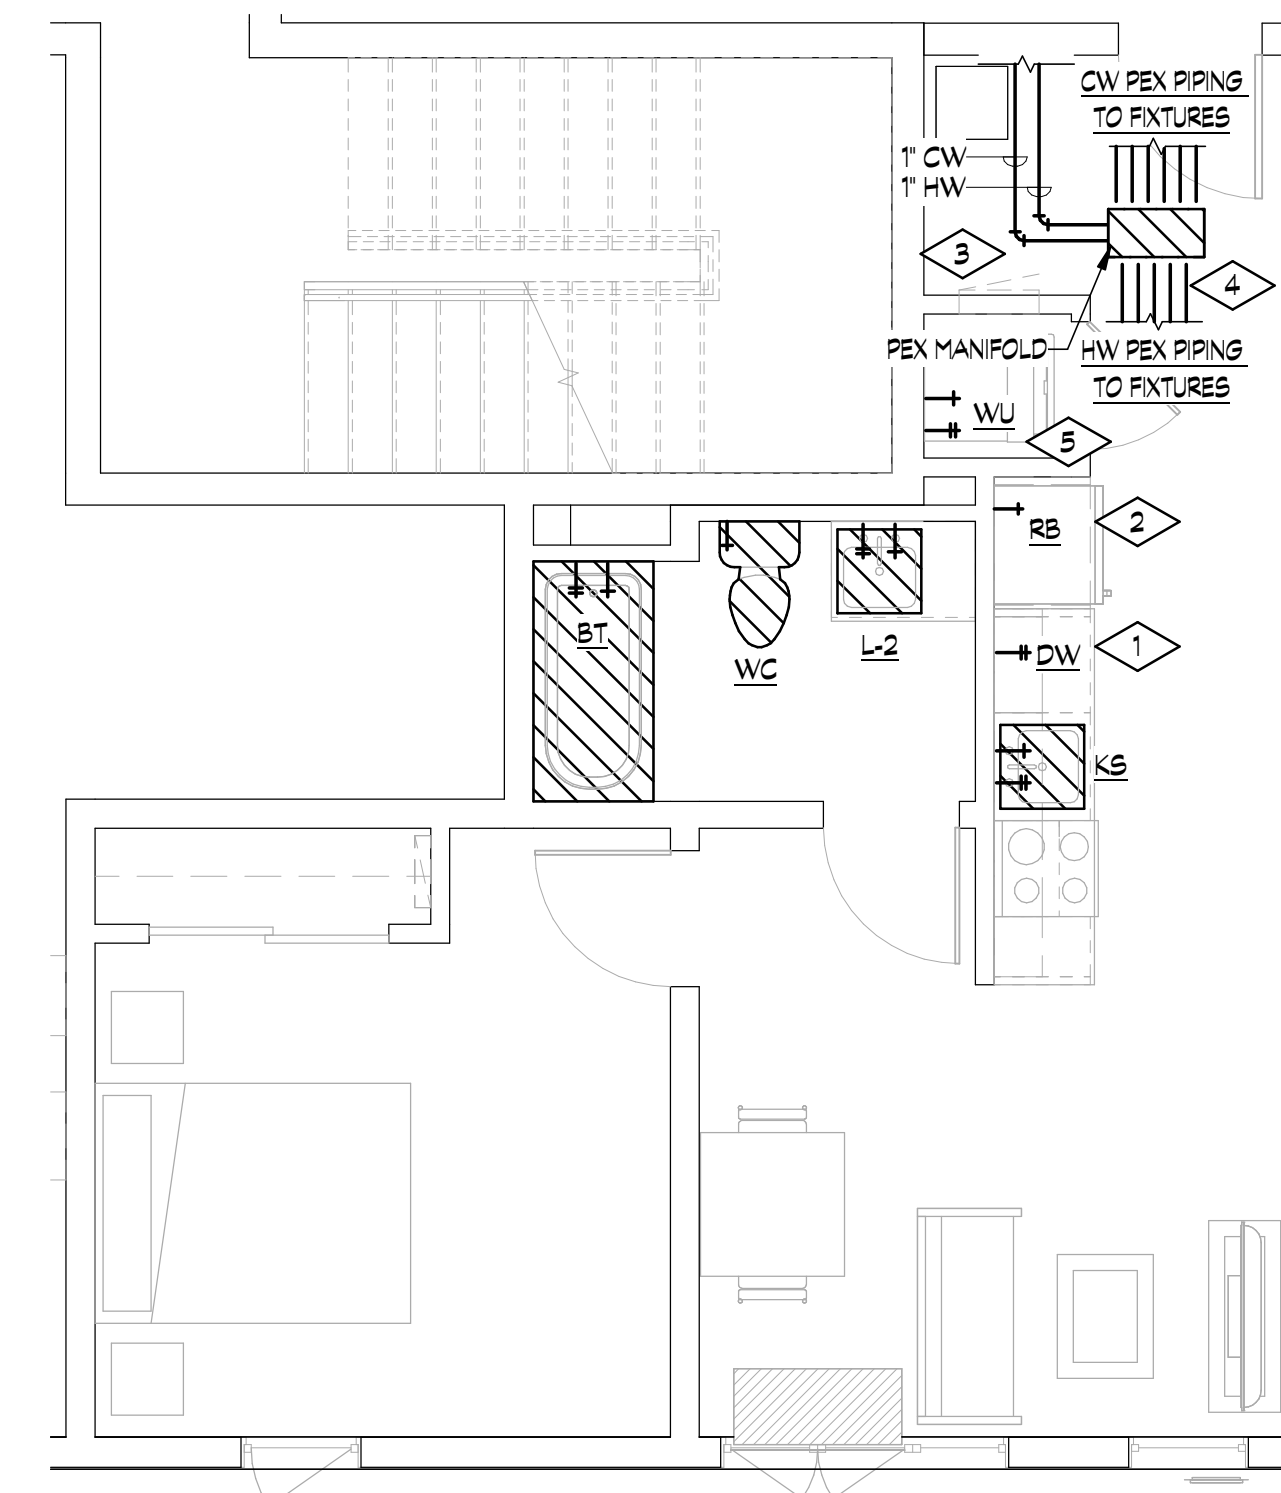 CW PEX PIPING
TO FIXTURES
1" CW
1" HW
3
4
PEX MANIFOLD
HW PEX PIPING
TO FIXTURES
WU
5
RB
2
BT
WC
L-2
DW
1
KS